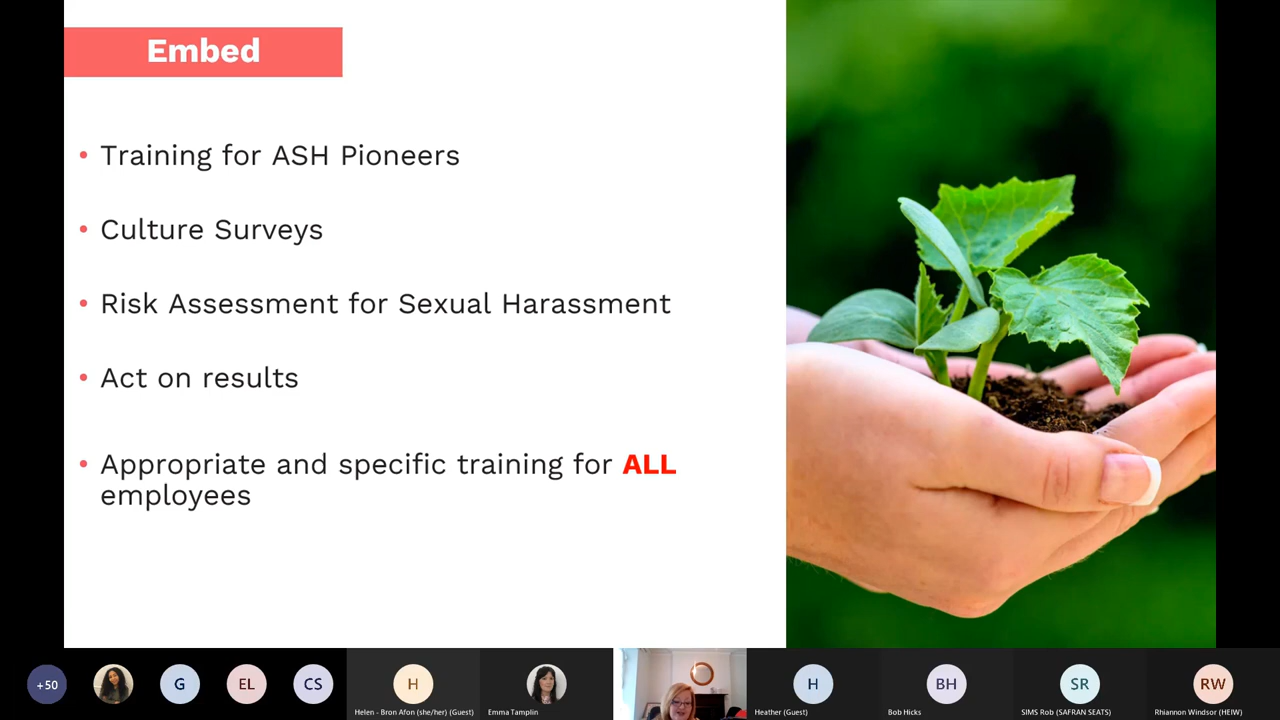 Embed
• Training for ASH Pioneers
• Culture Surveys
• Risk Assessment for Sexual Harassment
• Act on results
• Appropriate and specific training for ALL
employees
+50
G
EL
CS
H
Helen - Bron Afon (she/her) (Guest)
Emma Tamplin
H
Heather (Guest)
BH
Bob Hicks
SR
SIMS Rob (SAFRAN SEATS)
RW
Rhiannon Windsor (HEIW)